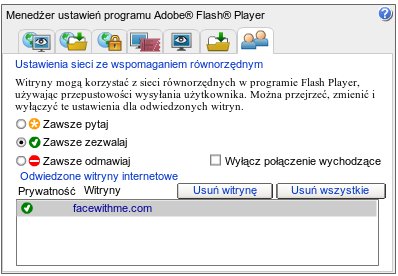 Menedżer ustawień programu Adobe® Flash® Player
Ustawienia sieci ze wspomaganiem równorzędnym
Witryny mogą korzystać z sieci równorzędnych w programie Flash Player,
używając przepustowości wysyłania użytkownika. Można przejrzeć, zmienić i
wyłączyć te ustawienia dla odwiedzonych witryn.
Zawsze pytaj
Zawsze zezwalaj
Zawsze odmawiaj Wyłącz połączenie wychodzące
Odwiedzone witryny internetowe
Prywatność Witryny Usuń witrynę Usuń wszystkie
facewithme.com